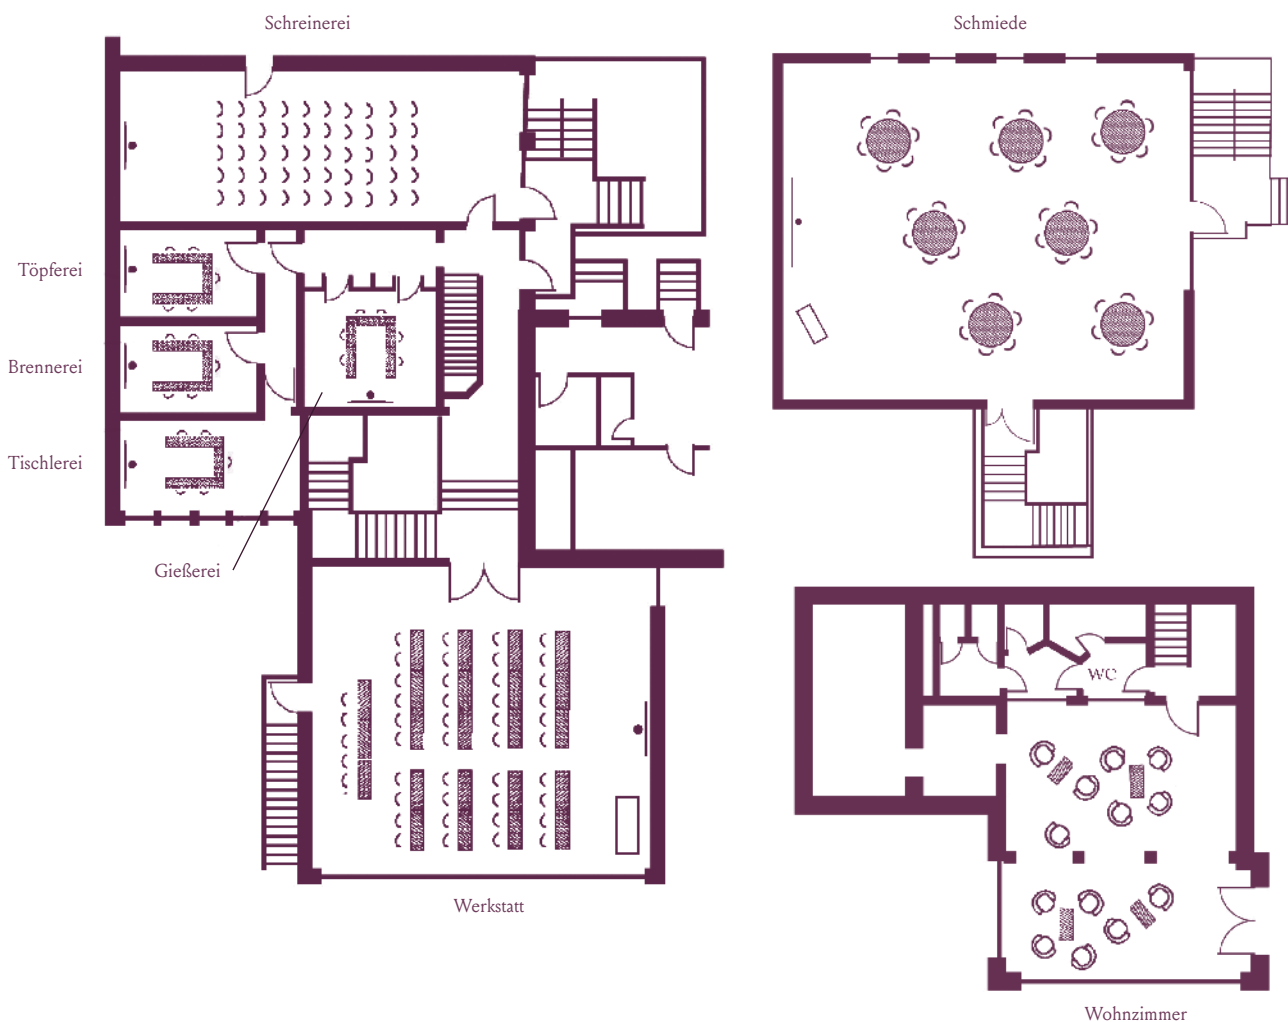 Schreinerei
Schmiede
Töpferei
Brennerei
Tischlerei
Gießerei
WC
Werkstatt
Wohnzimmer